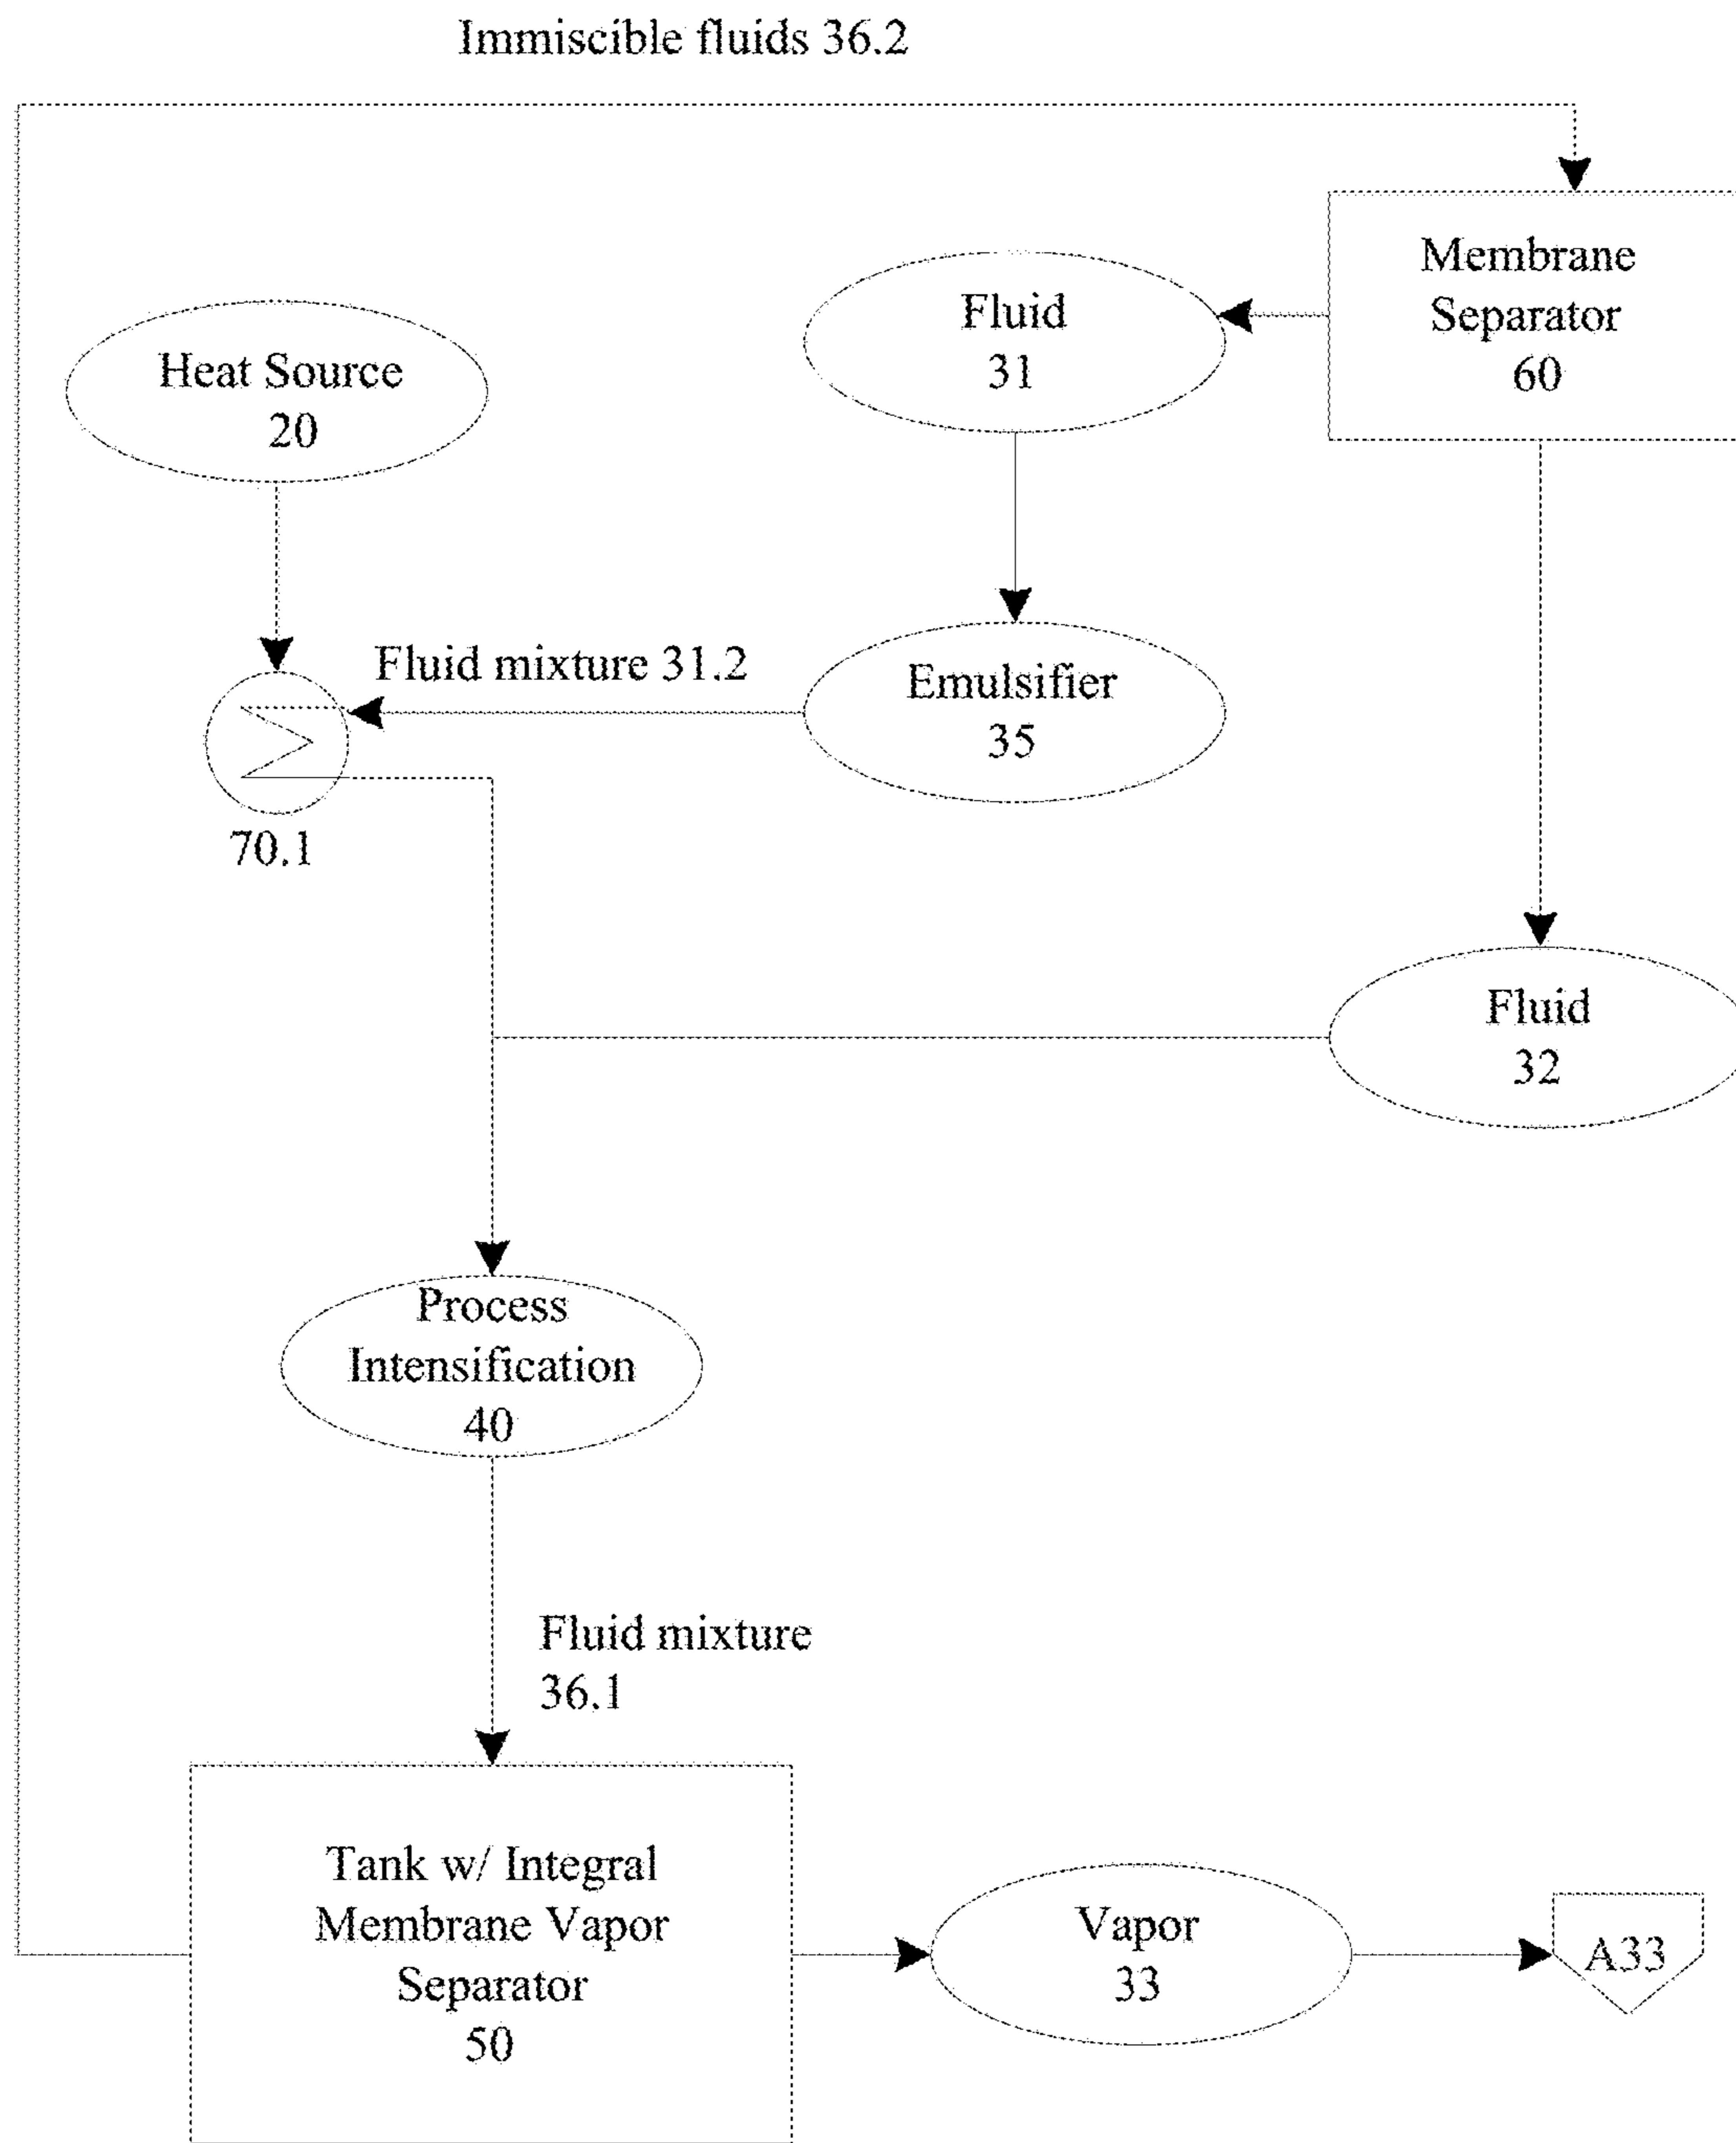 Immiscible fluids 36.2
Membrane
Separator
60
Fluid
31
Heat Source
20
Fluid mixture 31.2
Emulsifier
35
70.1
Fluid
32
Process
Intensification
40
Fluid mixture
36.1
Tank w/ Integral
Membrane Vapor
Separator
50
Vapor
33
A33